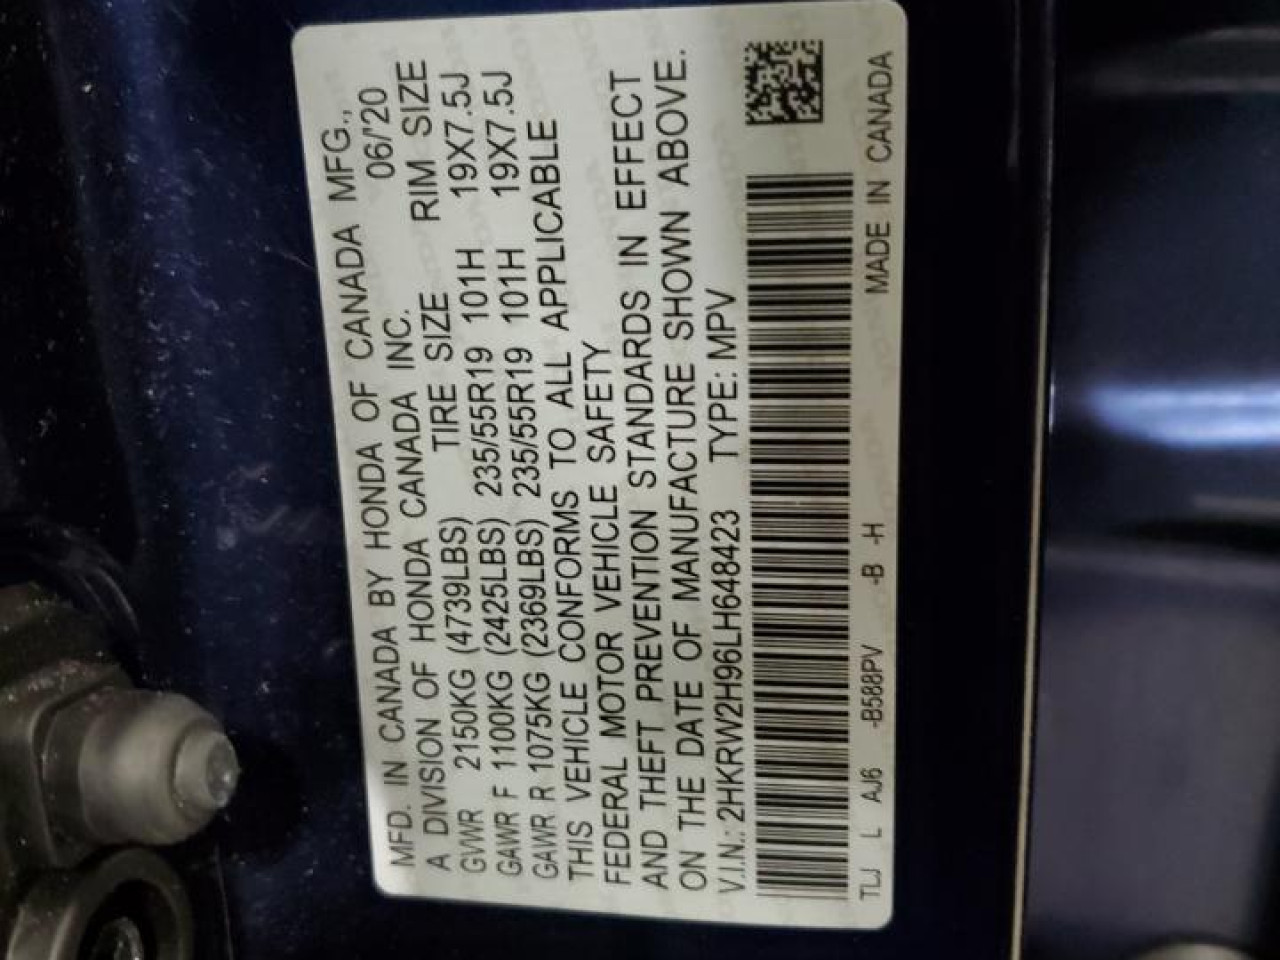 MFD. IN CANADA BY HONDA OF CANADA MFG.,
A DIVISION OF HONDA CANADA INC. 06/'20
GVWR 2150KG (4739LBS) TIRE SIZE RIM SIZE
GAWR F 1100KG (2425LBS) 235/55R19 101H 19X7.5J
GAWR R 1075KG (2369LBS) 235/55R19 101H 19X7.5J
THIS VEHICLE CONFORMS TO ALL APPLICABLE
FEDERAL MOTOR VEHICLE SAFETY
AND THEFT PREVENTION STANDARDS IN EFFECT
ON THE DATE OF MANUFACTURE SHOWN ABOVE.
V.I.N.: 2HKRW2H96LH648423 TYPE: MPV
TLJ L AJ6 -B588PV -B -H MADE IN CANADA